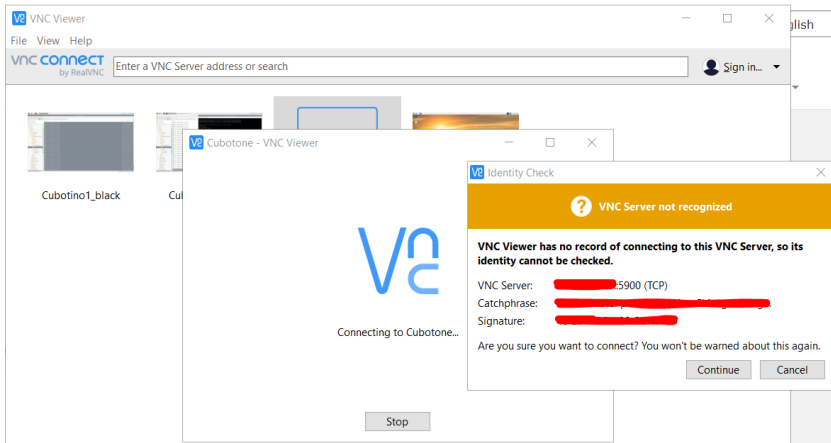 VNC Viewer
File View Help
VNC CONNECT
by RealVNC
Enter a VNC Server address or search
Sign in...
glish
Cubotino1_black
Cul
Cubotone - VNC Viewer
Connecting to Cubotone...
Stop
Identity Check
VNC Server not recognized
VNC Viewer has no record of connecting to this VNC Server, so its
identity cannot be checked.
VNC Server: :5900 (TCP)
Catchphrase:
Signature:
Are you sure you want to connect? You won't be warned about this again.
Continue Cancel